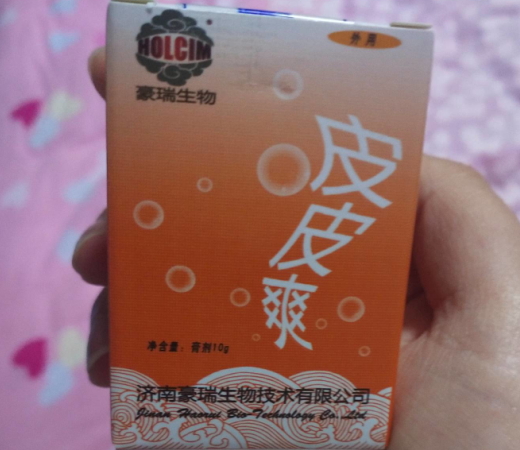 HOLCIM
豪瑞生物
外用
皮皮爽
净含量：膏剂10g
济南豪瑞生物技术有限公司
Jinan Haorui Bio Technology Co.,Ltd